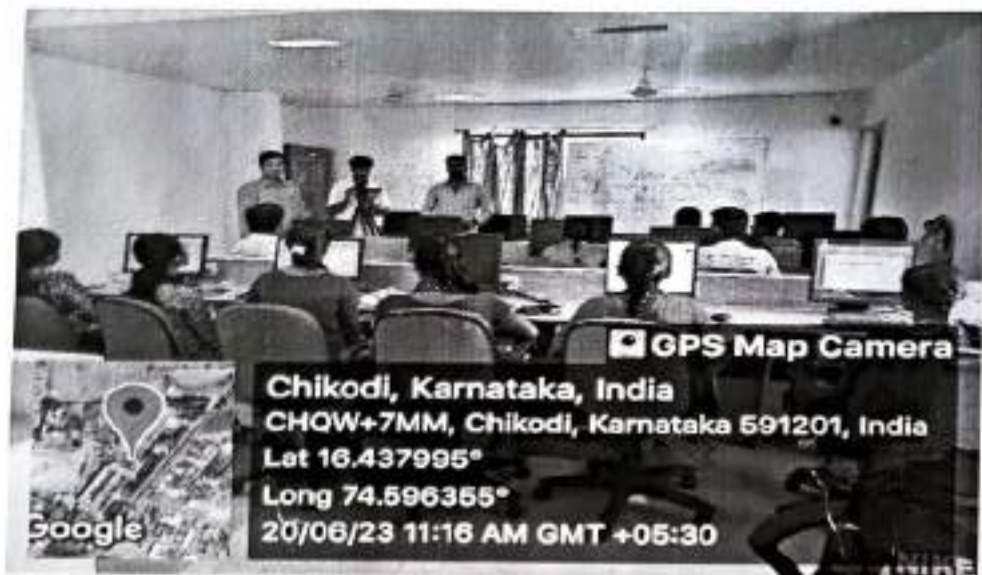 GPS Map Camera
Chikodi, Karnataka, India
CHQW+7MM, Chikodi, Karnataka 591201, India
Lat 16.437995°
Long 74.596355°
20/06/23 11:16 AM GMT +05:30
Google